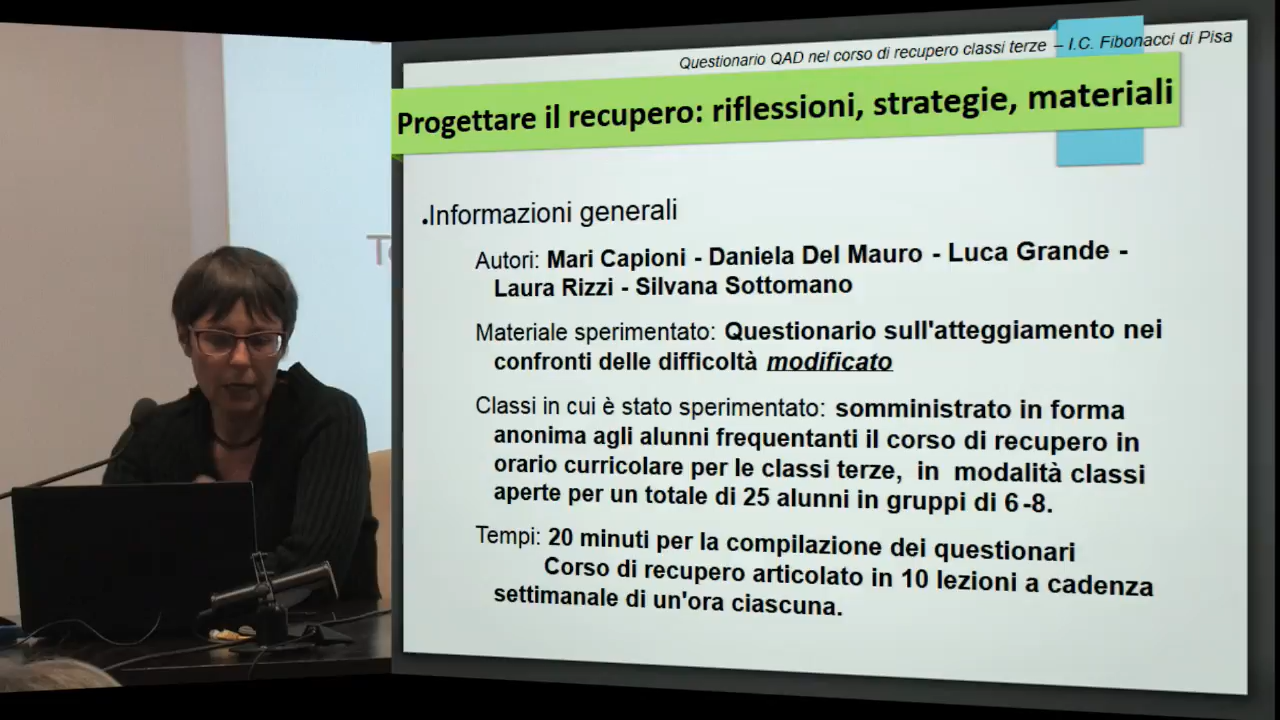 Questionario QAD nel corso di recupero classi terze – I.C. Fibonacci di Pisa
Progettare il recupero: riflessioni, strategie, materiali
.Informazioni generali
Autori: Mari Capioni - Daniela Del Mauro - Luca Grande -
Laura Rizzi - Silvana Sottomano
Materiale sperimentato: Questionario sull'atteggiamento nei
confronti delle difficoltà modificato
Classi in cui è stato sperimentato: somministrato in forma
anonima agli alunni frequentanti il corso di recupero in
orario curricolare per le classi terze, in modalità classi
aperte per un totale di 25 alunni in gruppi di 6-8.
Tempi: 20 minuti per la compilazione dei questionari
Corso di recupero articolato in 10 lezioni a cadenza
settimanale di un'ora ciascuna.